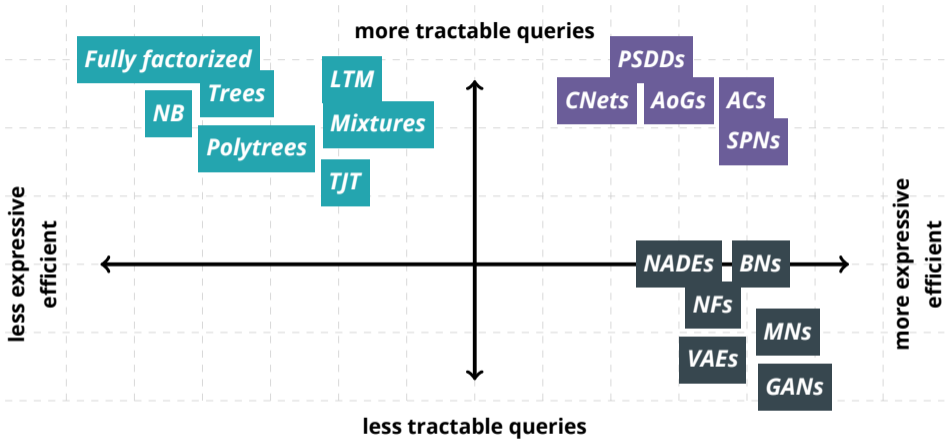 more tractable queries
Fully factorized
PSDDs
LTM
Trees
CNets
AoGs
ACs
NB
Mixtures
SPNs
Polytrees
TJT
less expressive
efficient
more expressive
efficient
NADEs
BNs
NFs
MNs
VAEs
GANs
less tractable queries